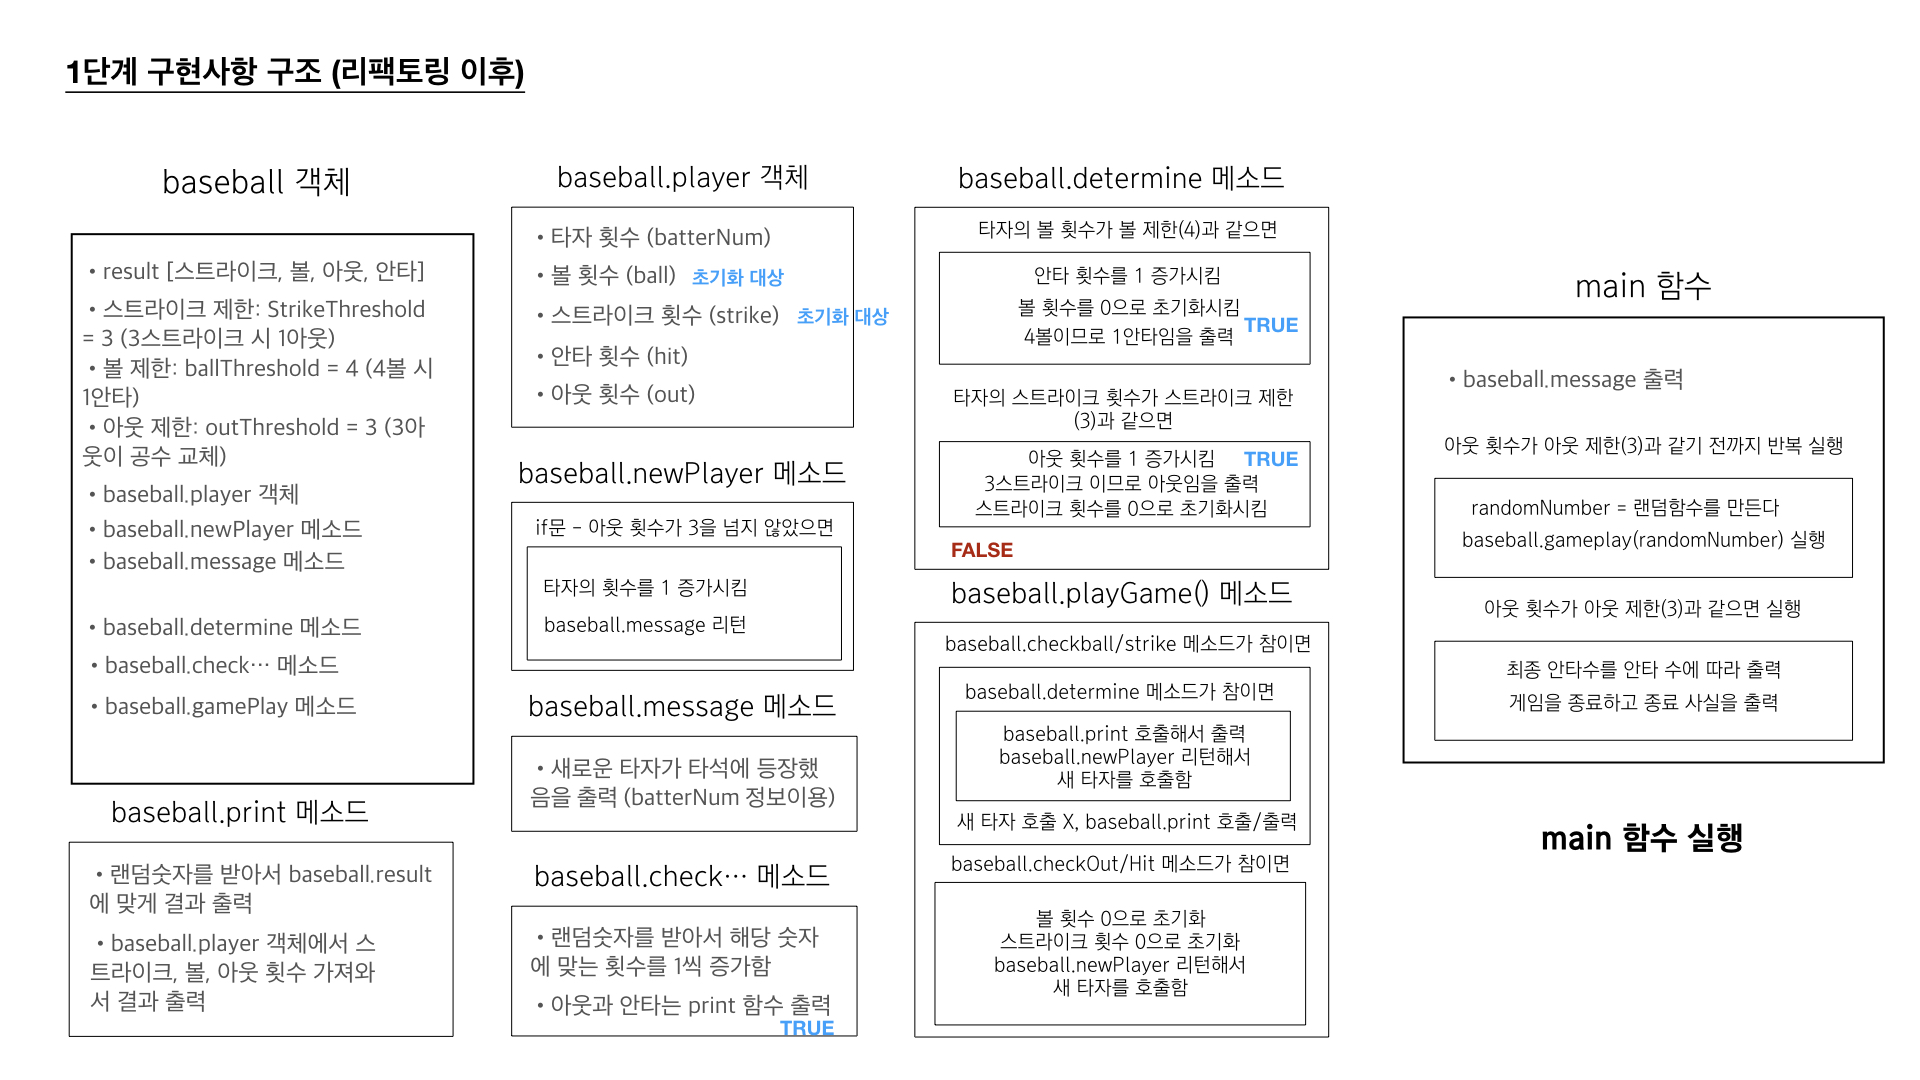 1단계 구현사항 구조 (리팩토링 이후)
baseball 객체
• result [스트라이크, 볼, 아웃, 안타]
• 스트라이크 제한: StrikeThreshold
= 3 (3스트라이크 시 1아웃)
• 볼 제한: ballThreshold = 4 (4볼 시
1안타)
• 아웃 제한: outThreshold = 3 (3아
웃이 공수 교체)
• baseball.player 객체
• baseball.newPlayer 메소드
• baseball.message 메소드
• baseball.determine 메소드
• baseball.check… 메소드
• baseball.gamePlay 메소드
baseball.print 메소드
• 랜덤숫자를 받아서 baseball.result
에 맞게 결과 출력
• baseball.player 객체에서 스
트라이크, 볼, 아웃 횟수 가져와
서 결과 출력
baseball.player 객체
• 타자 횟수 (batterNum)
• 볼 횟수 (ball) 초기화 대상
• 스트라이크 횟수 (strike) 초기화 대상
• 안타 횟수 (hit)
• 아웃 횟수 (out)
baseball.newPlayer 메소드
if문 – 아웃 횟수가 3을 넘지 않았으면
타자의 횟수를 1 증가시킴
baseball.message 리턴
baseball.message 메소드
• 새로운 타자가 타석에 등장했
음을 출력 (batterNum 정보이용)
baseball.check… 메소드
• 랜덤숫자를 받아서 해당 숫자
에 맞는 횟수를 1씩 증가함
• 아웃과 안타는 print 함수 출력
TRUE
baseball.determine 메소드
타자의 볼 횟수가 볼 제한(4)과 같으면
안타 횟수를 1 증가시킴
볼 횟수를 0으로 초기화시킴
TRUE
4볼이므로 1안타임을 출력
타자의 스트라이크 횟수가 스트라이크 제한
(3)과 같으면
아웃 횟수를 1 증가시킴 TRUE
3스트라이크 이므로 아웃임을 출력
스트라이크 횟수를 0으로 초기화시킴
FALSE
baseball.playGame() 메소드
baseball.checkball/strike 메소드가 참이면
baseball.determine 메소드가 참이면
baseball.print 호출해서 출력
baseball.newPlayer 리턴해서
새 타자를 호출함
새 타자 호출 X, baseball.print 호출/출력
baseball.checkOut/Hit 메소드가 참이면
볼 횟수 0으로 초기화
스트라이크 횟수 0으로 초기화
baseball.newPlayer 리턴해서
새 타자를 호출함
main 함수
• baseball.message 출력
아웃 횟수가 아웃 제한(3)과 같기 전까지 반복 실행
randomNumber = 랜덤함수를 만든다
baseball.gameplay(randomNumber) 실행
아웃 횟수가 아웃 제한(3)과 같으면 실행
최종 안타수를 안타 수에 따라 출력
게임을 종료하고 종료 사실을 출력
main 함수 실행